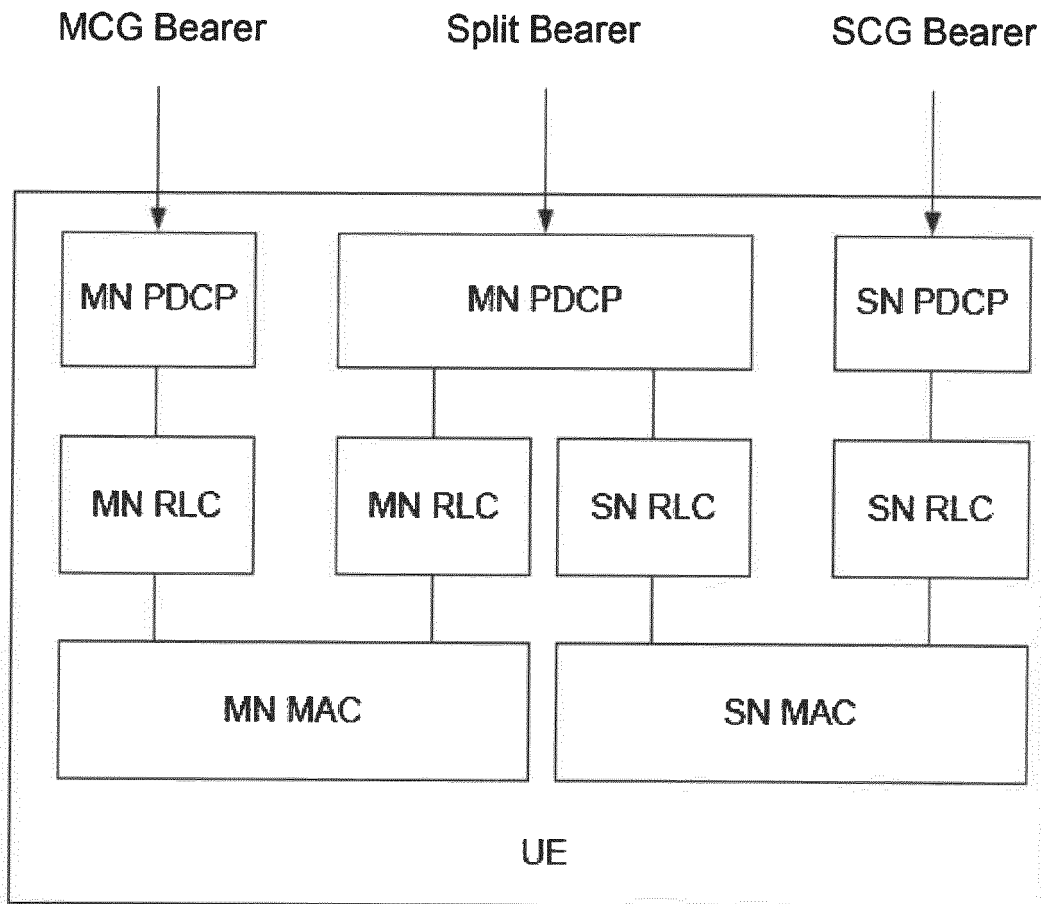 MCG Bearer
Split Bearer
SCG Bearer
MN PDCP
MN PDCP
SN PDCP
MN RLC
MN RLC
SN RLC
SN RLC
MN MAC
SN MAC
UE